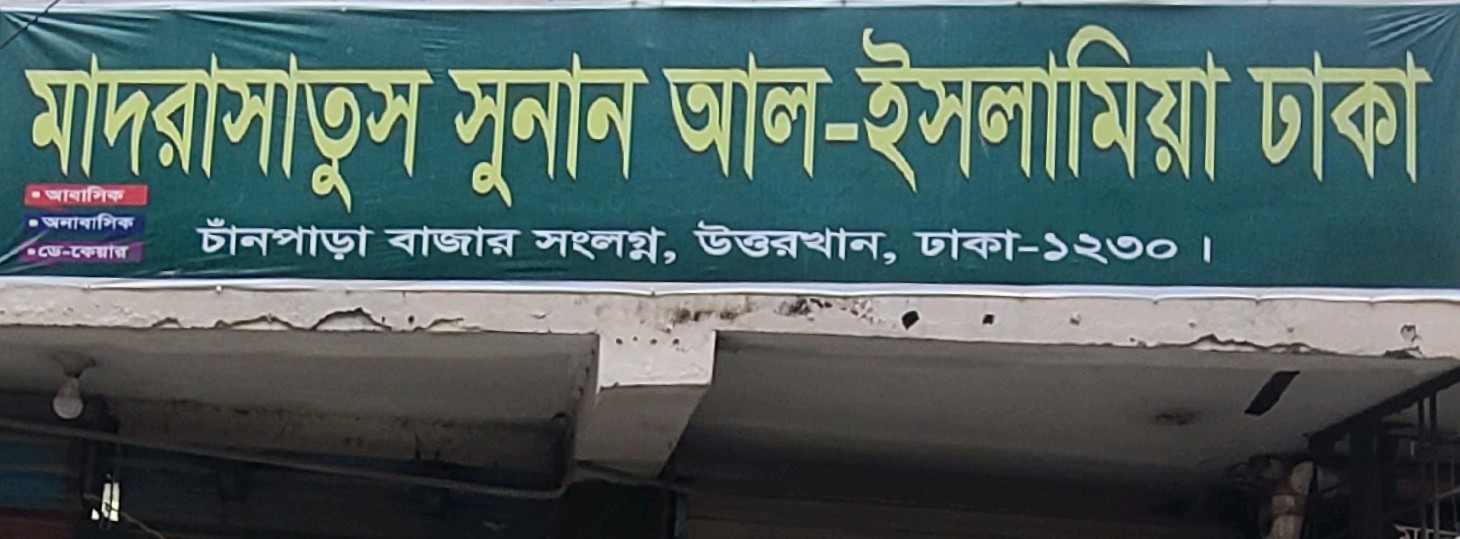 মাদরাসাতুস সুনান আল-ইসলামিয়া ঢাকা
• আবাসিক
• অনাবাসিক
• ডে-কেয়ার
চাঁনপাড়া বাজার সংলগ্ন, উত্তরখান, ঢাকা-১২৩০।